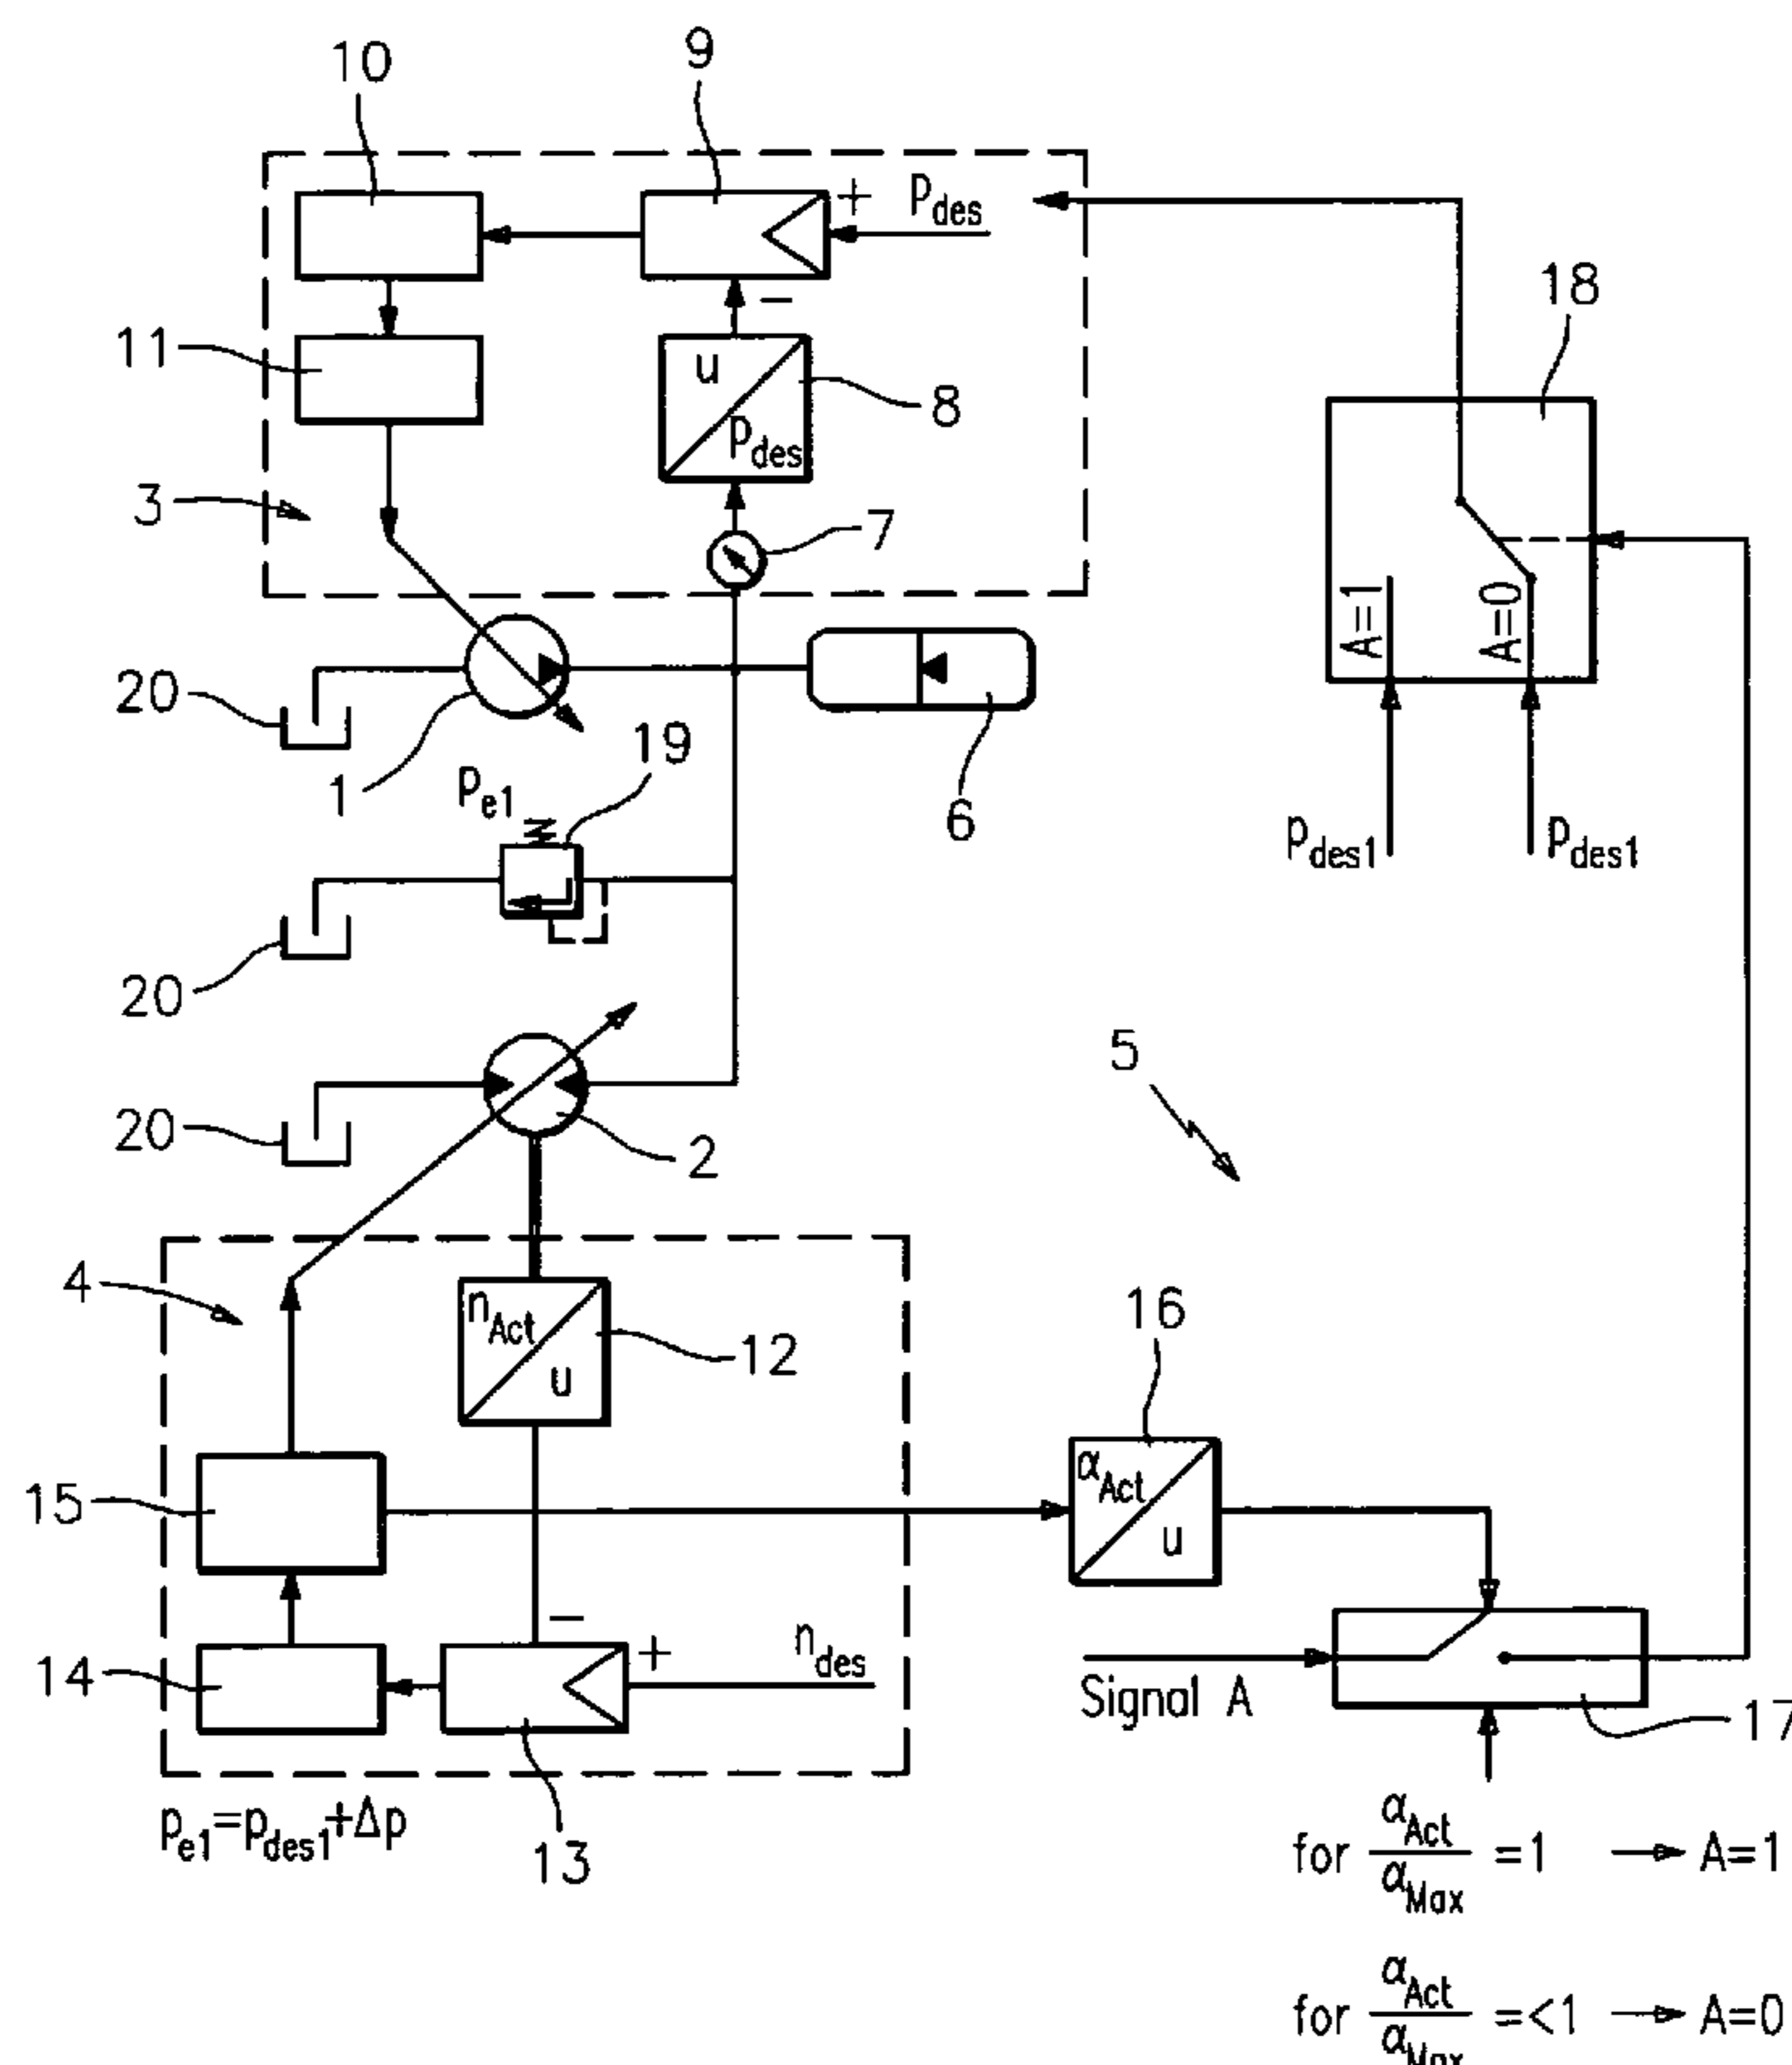 10
9
+ p_des
18
11
u
p_des
−
8
3
7
A=1
A=0
20
1
p_e1
19
6
p_des1
p_des1
20
5
20
2
4
n_Act
u
12
16
α_Act
u
15
−
+ n_des
14
Signal A
17
13
p_e1=p_des1+Δp
for α_Act/α_Max =1 → A=1
for α_Act/α_Max =<1 → A=0